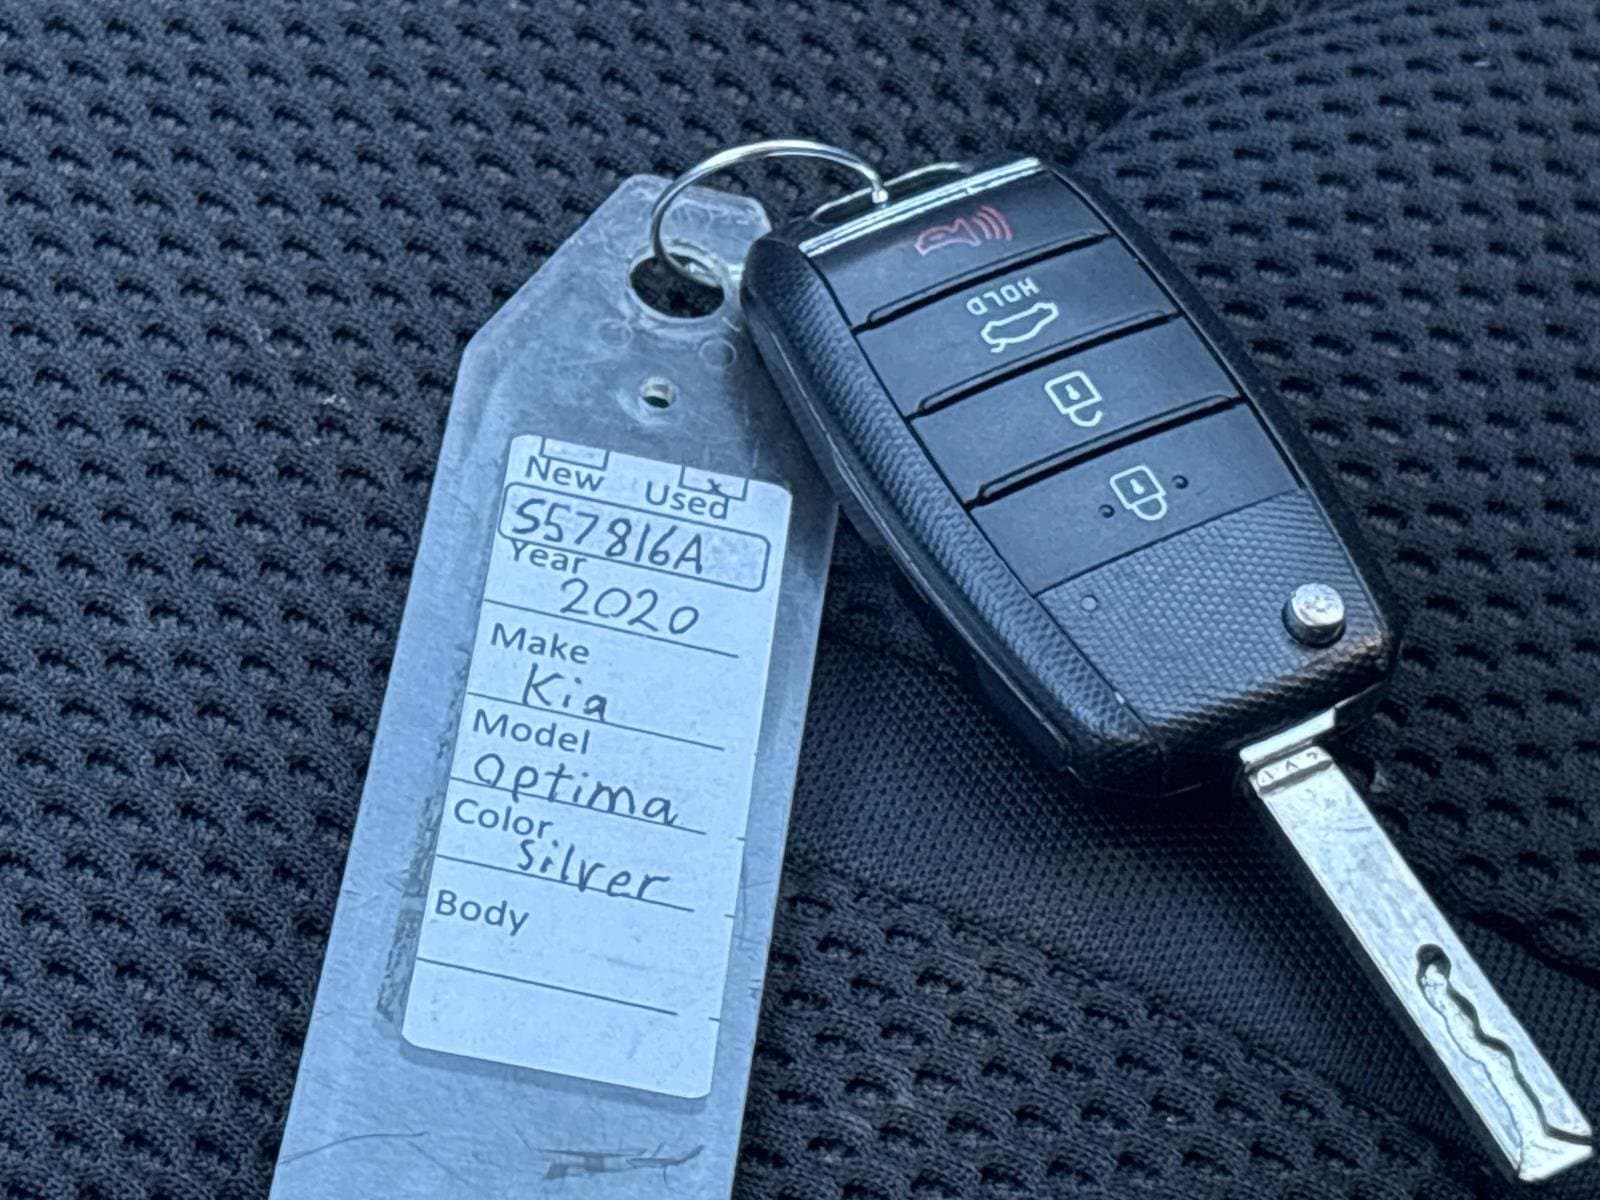 New Used
S57816A
Year
2020
Make
Kia
Model
Optima
Color
Silver
Body
HOLD